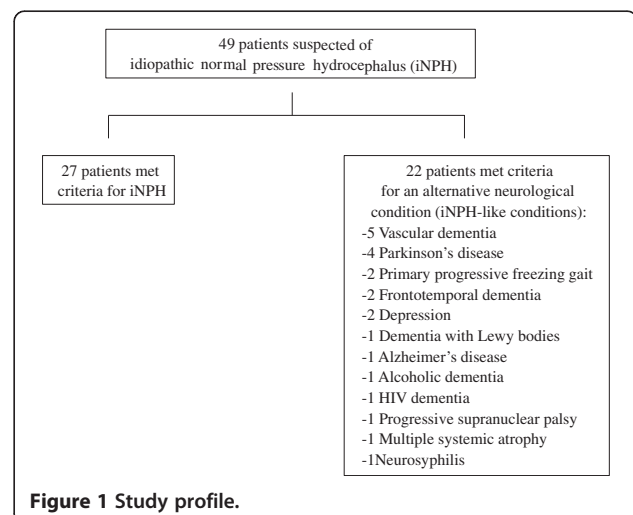 49 patients suspected of
idiopathic normal pressure hydrocephalus (iNPH)
27 patients met
criteria for iNPH
22 patients met criteria
for an alternative neurological
condition (iNPH-like conditions):
-5 Vascular dementia
-4 Parkinson's disease
-2 Primary progressive freezing gait
-2 Frontotemporal dementia
-2 Depression
-1 Dementia with Lewy bodies
-1 Alzheimer's disease
-1 Alcoholic dementia
-1 HIV dementia
-1 Progressive supranuclear palsy
-1 Multiple systemic atrophy
-1Neurosyphilis
Figure 1 Study profile.